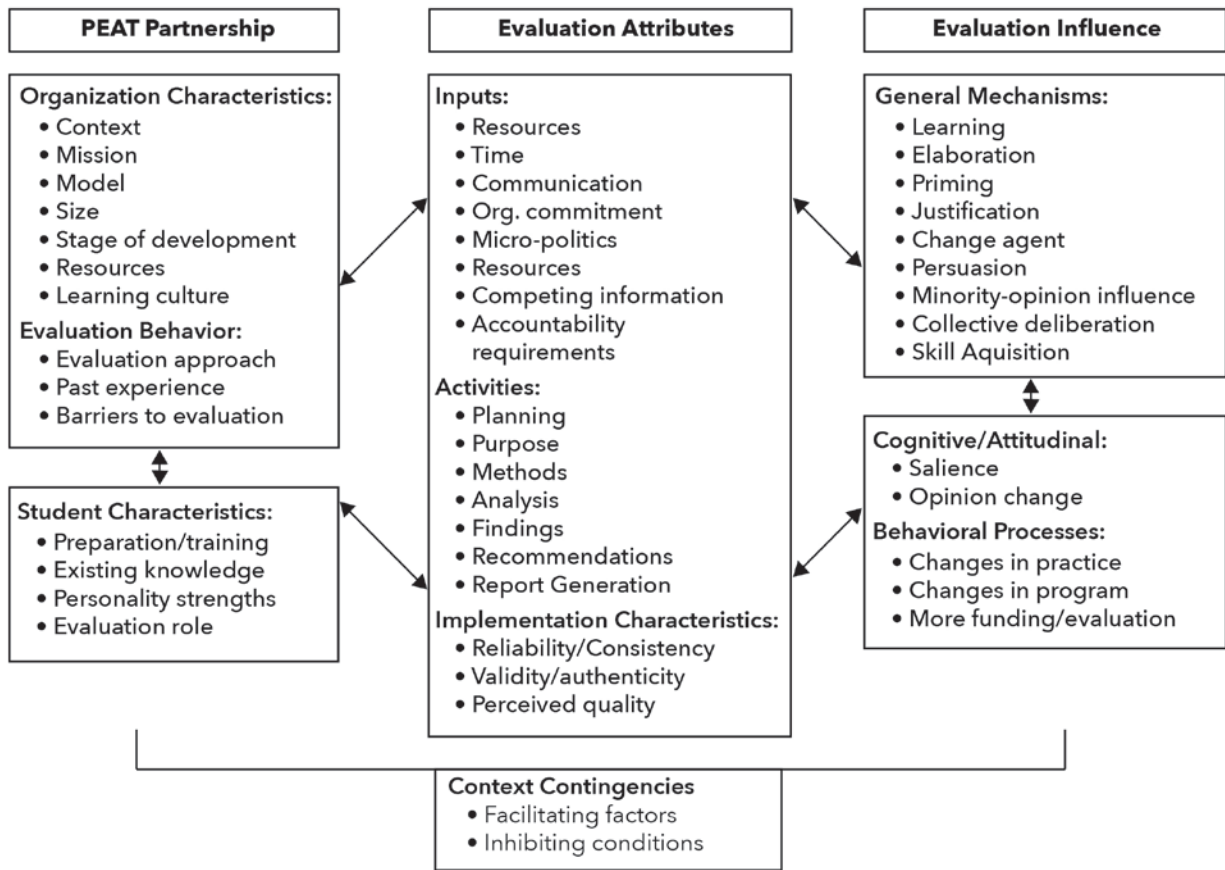 PEAT Partnership
Organization Characteristics:
• Context
• Mission
• Model
• Size
• Stage of development
• Resources
• Learning culture
Evaluation Behavior:
• Evaluation approach
• Past experience
• Barriers to evaluation
Student Characteristics:
• Preparation/training
• Existing knowledge
• Personality strengths
• Evaluation role
Evaluation Attributes
Inputs:
• Resources
• Time
• Communication
• Org. commitment
• Micro-politics
• Resources
• Competing information
• Accountability
requirements
Activities:
• Planning
• Purpose
• Methods
• Analysis
• Findings
• Recommendations
• Report Generation
Implementation Characteristics:
• Reliability/Consistency
• Validity/authenticity
• Perceived quality
Evaluation Influence
General Mechanisms:
• Learning
• Elaboration
• Priming
• Justification
• Change agent
• Persuasion
• Minority-opinion influence
• Collective deliberation
• Skill Aquisition
Cognitive/Attitudinal:
• Salience
• Opinion change
Behavioral Processes:
• Changes in practice
• Changes in program
• More funding/evaluation
Context Contingencies
• Facilitating factors
• Inhibiting conditions